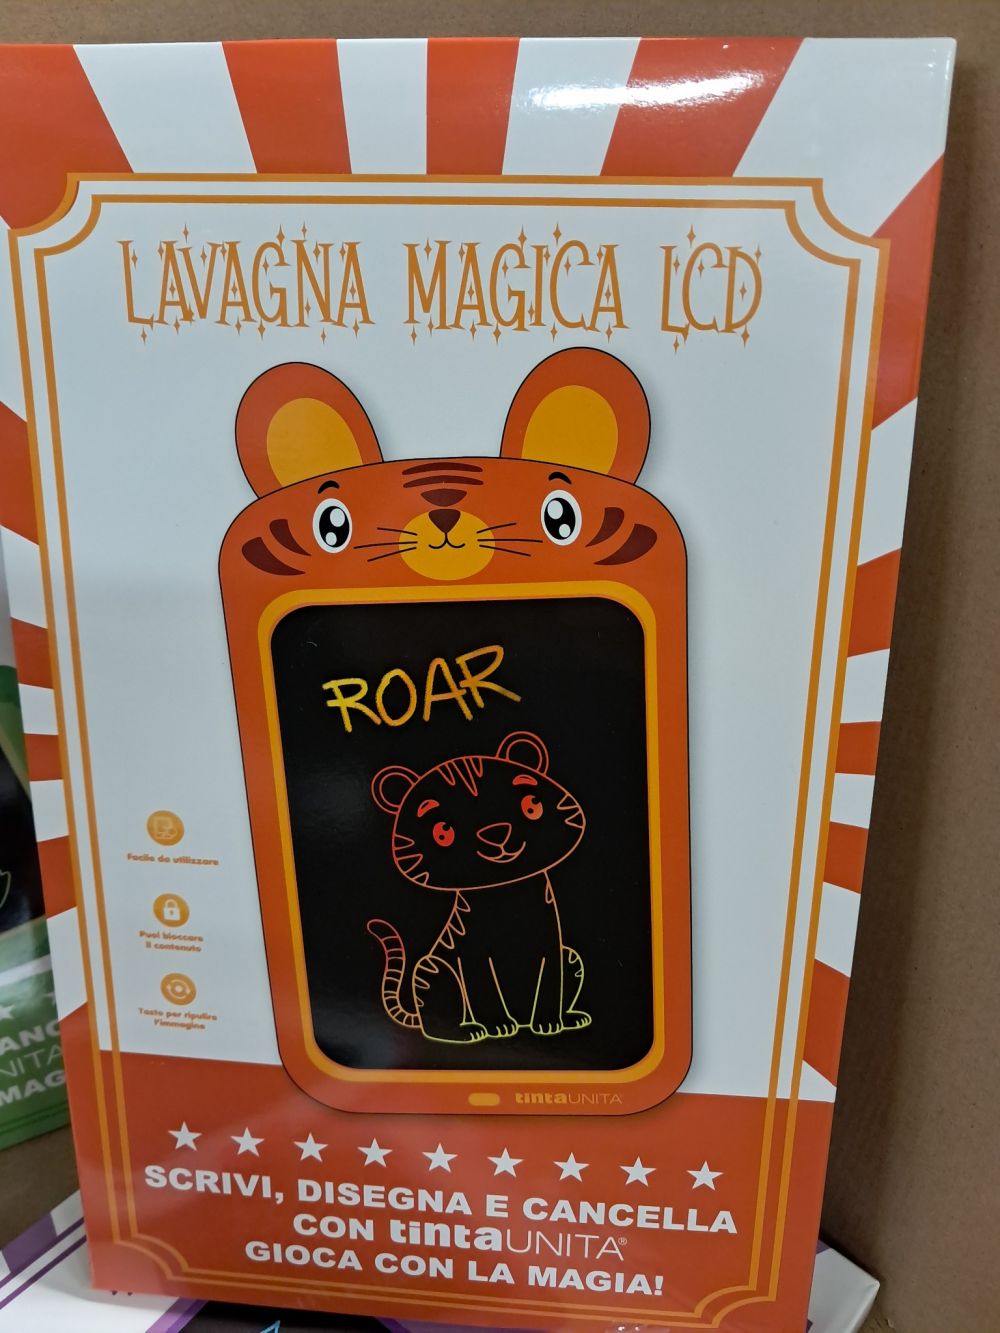 LAVAGNA MAGICA LCD
ROAR
Facile da utilizzare
Puoi bloccare
il contenuto
Tasto per ripulire
l'immagine
tintaUNITA
SCRIVI, DISEGNA E CANCELLA
CON tintaUNITA®
GIOCA CON LA MAGIA!